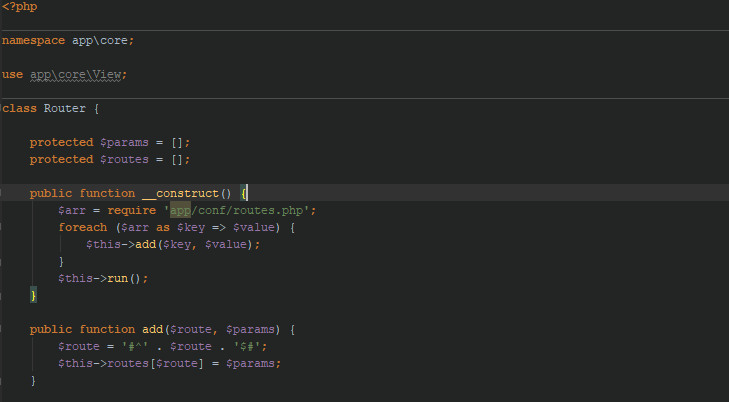 <?php
namespace app\core;
use app\core\View;
class Router {
protected $params = [];
protected $routes = [];
public function __construct() {
$arr = require 'app/conf/routes.php';
foreach ($arr as $key => $value) {
$this->add($key, $value);
}
$this->run();
}
public function add($route, $params) {
$route = '#^' . $route . '$#';
$this->routes[$route] = $params;
}